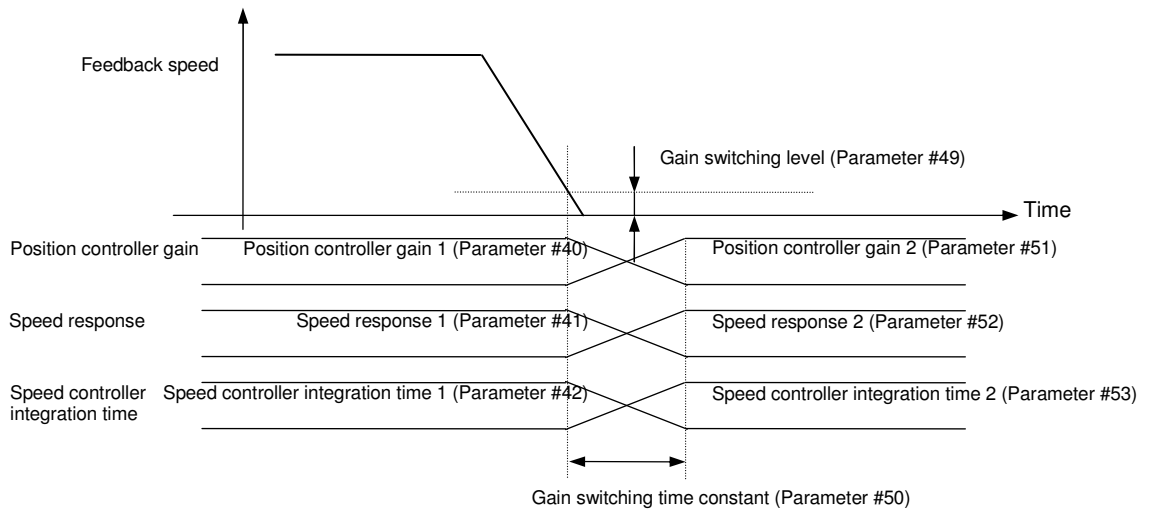 Feedback speed
Gain switching level (Parameter #49)
Time
Position controller gain
Position controller gain 1 (Parameter #40)
Position controller gain 2 (Parameter #51)
Speed response
Speed response 1 (Parameter #41)
Speed response 2 (Parameter #52)
Speed controller
integration time
Speed controller integration time 1 (Parameter #42)
Speed controller integration time 2 (Parameter #53)
Gain switching time constant (Parameter #50)